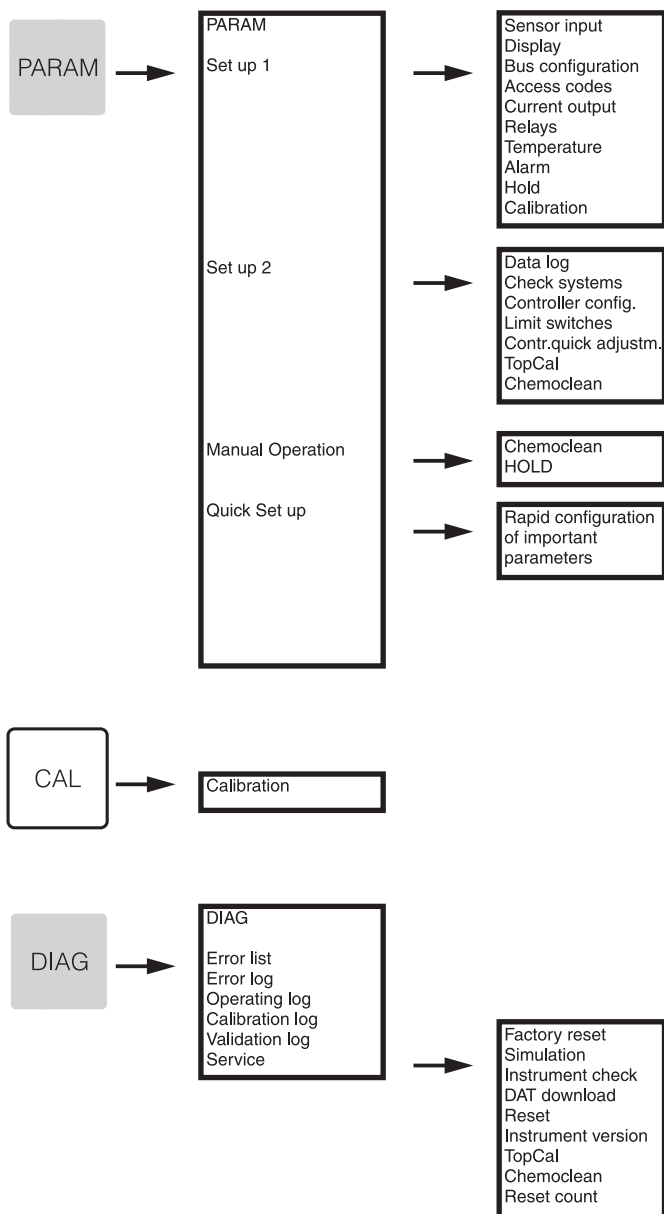 PARAM
PARAM
Set up 1
Sensor input
Display
Bus configuration
Access codes
Current output
Relays
Temperature
Alarm
Hold
Calibration
Set up 2
Data log
Check systems
Controller config.
Limit switches
Contr.quick adjustm.
TopCal
Chemoclean
Manual Operation
Chemoclean
HOLD
Quick Set up
Rapid configuration
of important
parameters
CAL
Calibration
DIAG
DIAG
Error list
Error log
Operating log
Calibration log
Validation log
Service
Factory reset
Simulation
Instrument check
DAT download
Reset
Instrument version
TopCal
Chemoclean
Reset count